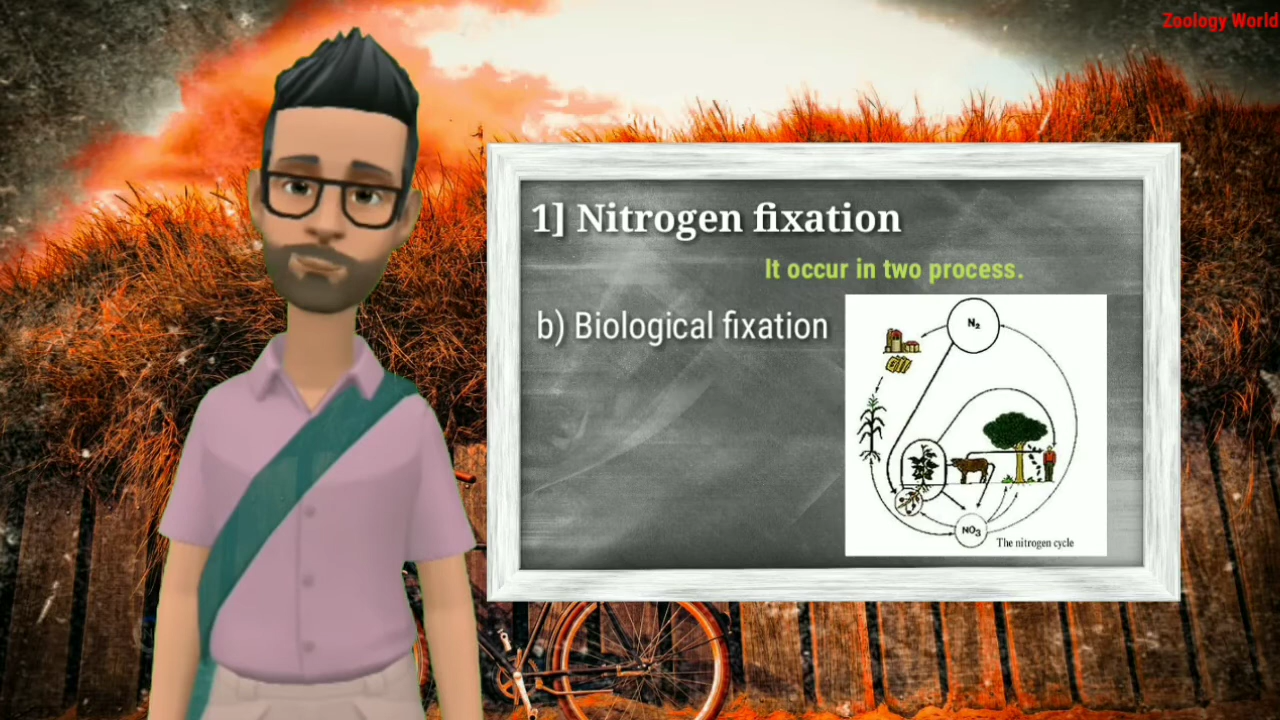 Zoology World
1] Nitrogen fixation
It occur in two process.
b) Biological fixation
N₂
NO₃
The nitrogen cycle